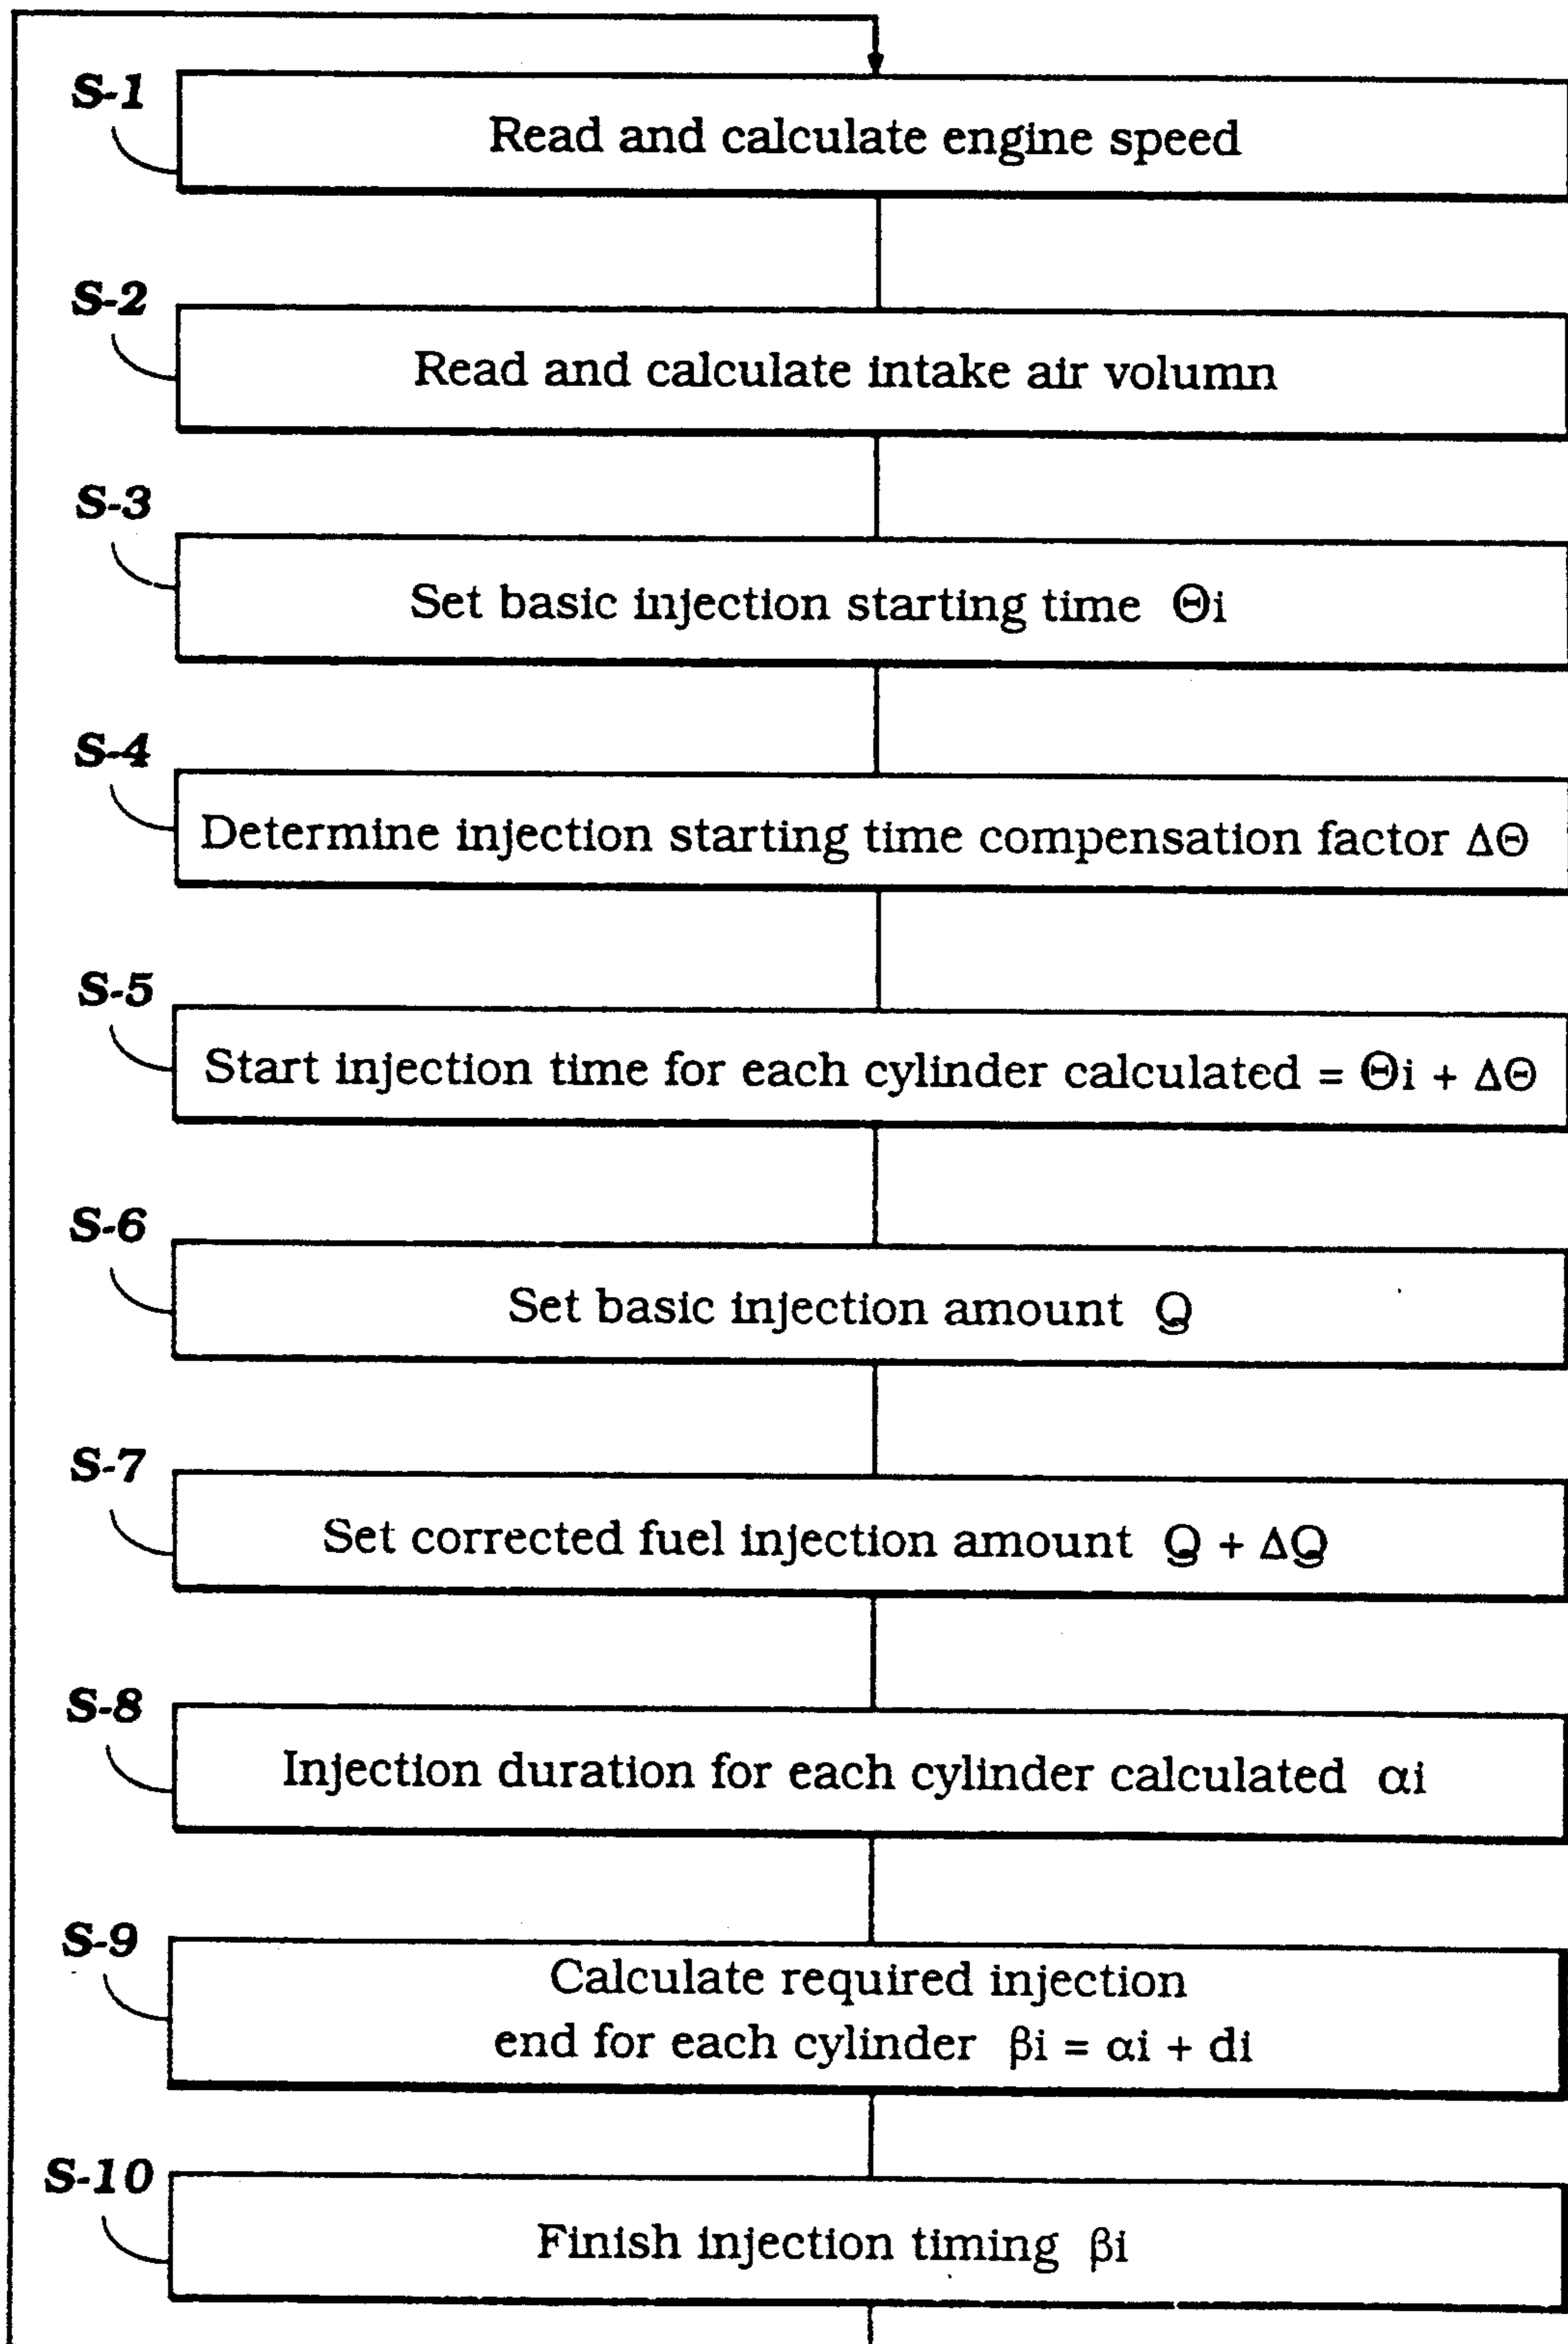 S-1
Read and calculate engine speed
S-2
Read and calculate intake air volumn
S-3
Set basic injection starting time Θi
S-4
Determine injection starting time compensation factor ΔΘ
S-5
Start injection time for each cylinder calculated = Θi + ΔΘ
S-6
Set basic injection amount Q
S-7
Set corrected fuel injection amount Q + ΔQ
S-8
Injection duration for each cylinder calculated αi
S-9
Calculate required injection
end for each cylinder βi = αi + di
S-10
Finish injection timing βi